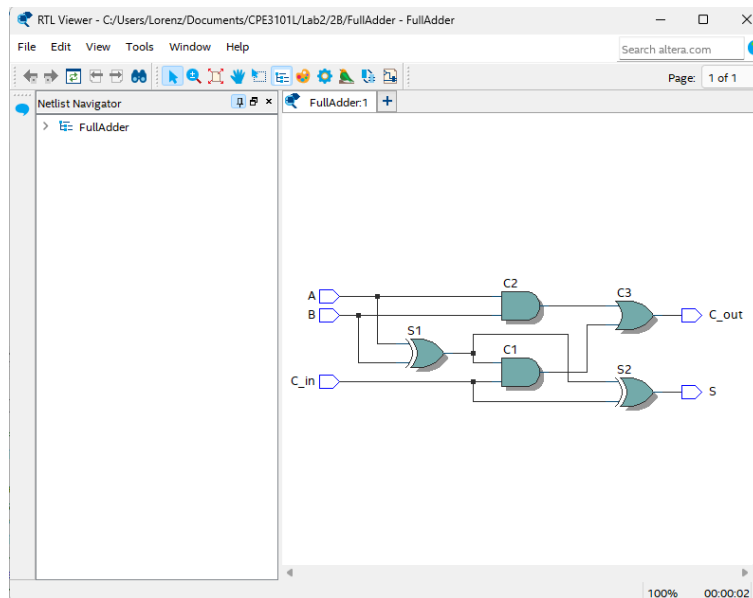 RTL Viewer - C:/Users/Lorenz/Documents/CPE3101L/Lab2/2B/FullAdder - FullAdder
File Edit View Tools Window Help
Search altera.com
Page: 1 of 1
Netlist Navigator
FullAdder:1
FullAdder
C2
C3
A
B
C_out
S1
C1
S2
C_in
S
100% 00:00:02